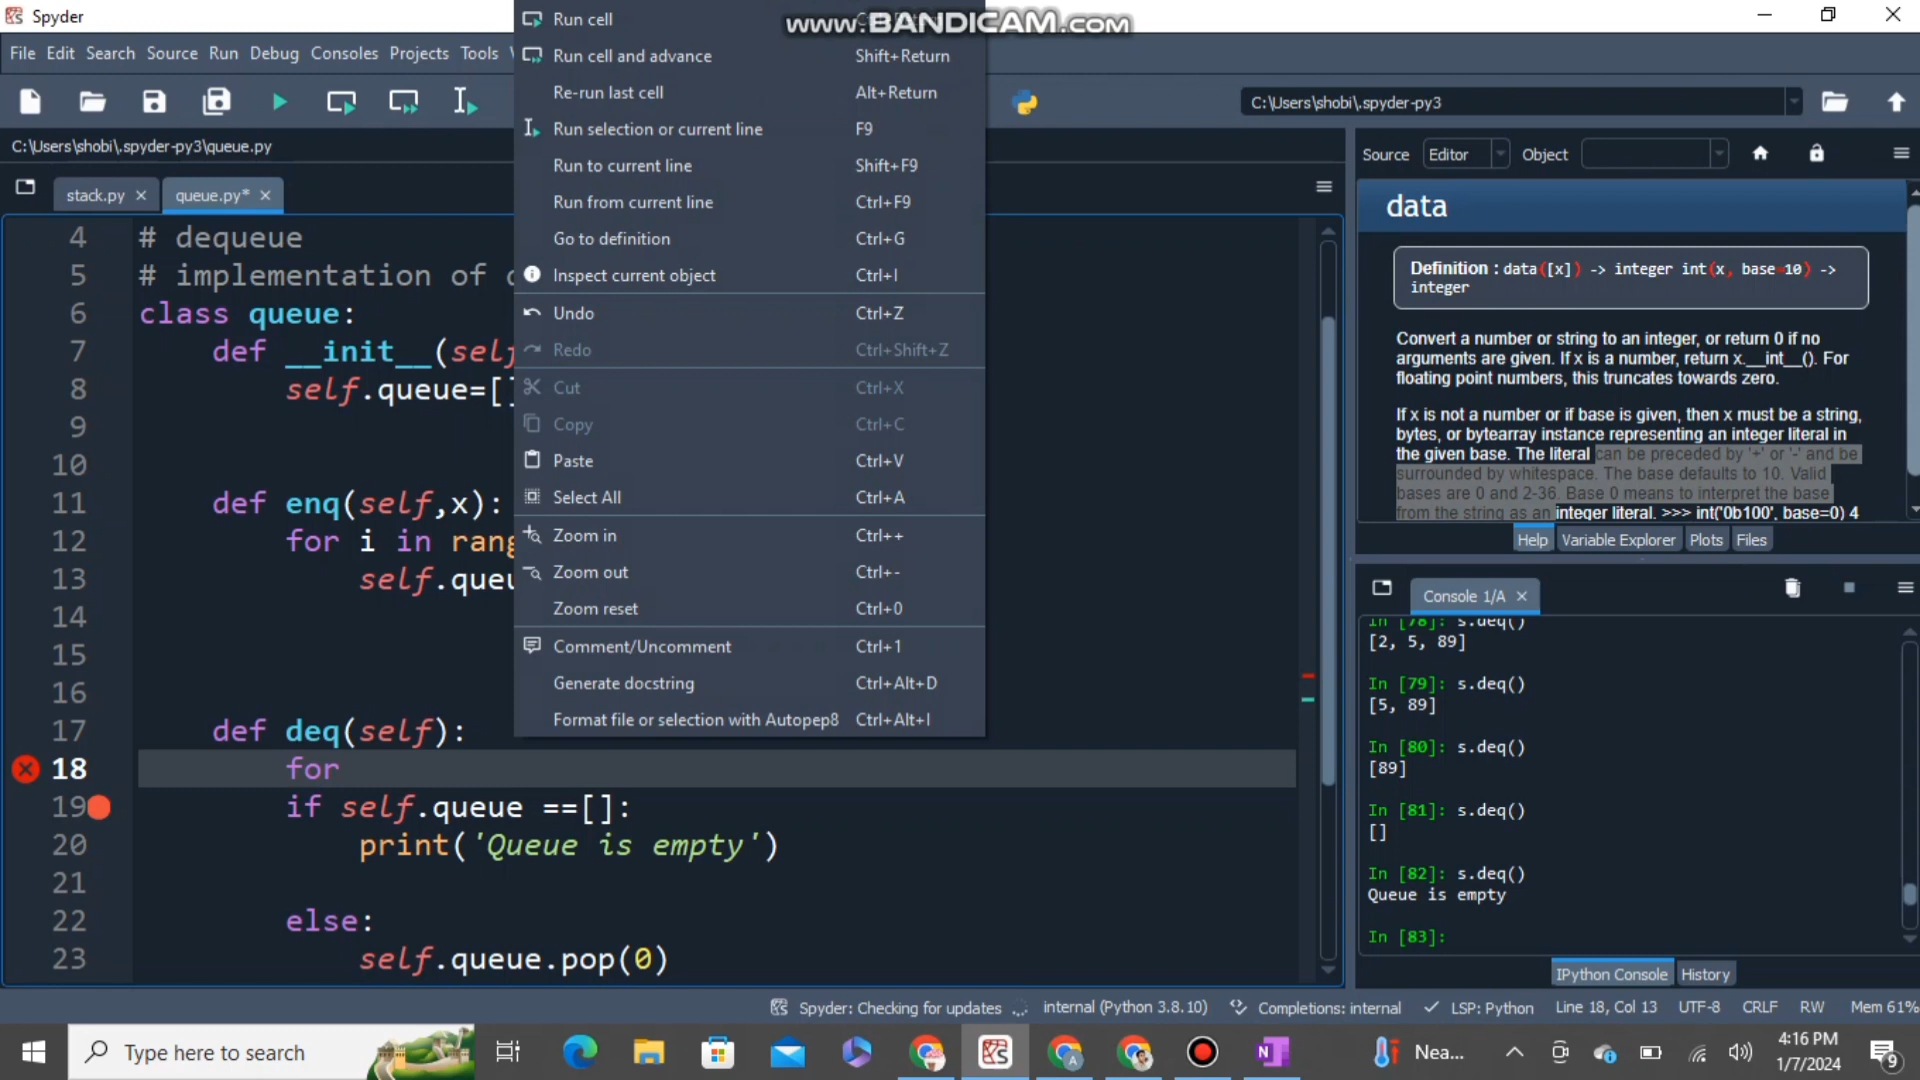 Spyder
www.BANDICAM.com
File Edit Search Source Run Debug Consoles Projects Tools
C:\Users\shobi\.spyder-py3
C:\Users\shobi\.spyder-py3\queue.py
stack.py
queue.py*
4 # dequeue
5 # implementation of
6 class queue:
7 def __init__(self
8 self.queue=[]
9
10
11 def enq(self,x):
12 for i in rang
13 self.queu
14
15
16
17 def deq(self):
18 for
19 if self.queue ==[]:
20 print('Queue is empty')
21
22 else:
23 self.queue.pop(0)
Run cell
Run cell and advance Shift+Return
Re-run last cell Alt+Return
Run selection or current line F9
Run to current line Shift+F9
Run from current line Ctrl+F9
Go to definition Ctrl+G
Inspect current object Ctrl+I
Undo Ctrl+Z
Redo Ctrl+Shift+Z
Cut Ctrl+X
Copy Ctrl+C
Paste Ctrl+V
Select All Ctrl+A
Zoom in Ctrl++
Zoom out Ctrl+-
Zoom reset Ctrl+0
Comment/Uncomment Ctrl+1
Generate docstring Ctrl+Alt+D
Format file or selection with Autopep8 Ctrl+Alt+I
Source Editor Object
data
Definition : data([x]) -> integer int(x, base=10) ->
integer
Convert a number or string to an integer, or return 0 if no
arguments are given. If x is a number, return x.__int__(). For
floating point numbers, this truncates towards zero.
If x is not a number or if base is given, then x must be a string,
bytes, or bytearray instance representing an integer literal in
the given base. The literal can be preceded by '+' or '-' and be
surrounded by whitespace. The base defaults to 10. Valid
bases are 0 and 2-36. Base 0 means to interpret the base
from the string as an integer literal. >>> int('0b100', base=0) 4
Help Variable Explorer Plots Files
Console 1/A
In [78]: s.deq()
[2, 5, 89]
In [79]: s.deq()
[5, 89]
In [80]: s.deq()
[89]
In [81]: s.deq()
[]
In [82]: s.deq()
Queue is empty
In [83]:
IPython Console History
Spyder: Checking for updates internal (Python 3.8.10) Completions: internal LSP: Python Line 18, Col 13 UTF-8 CRLF RW Mem 61%
Type here to search
Nea...
4:16 PM
1/7/2024
9